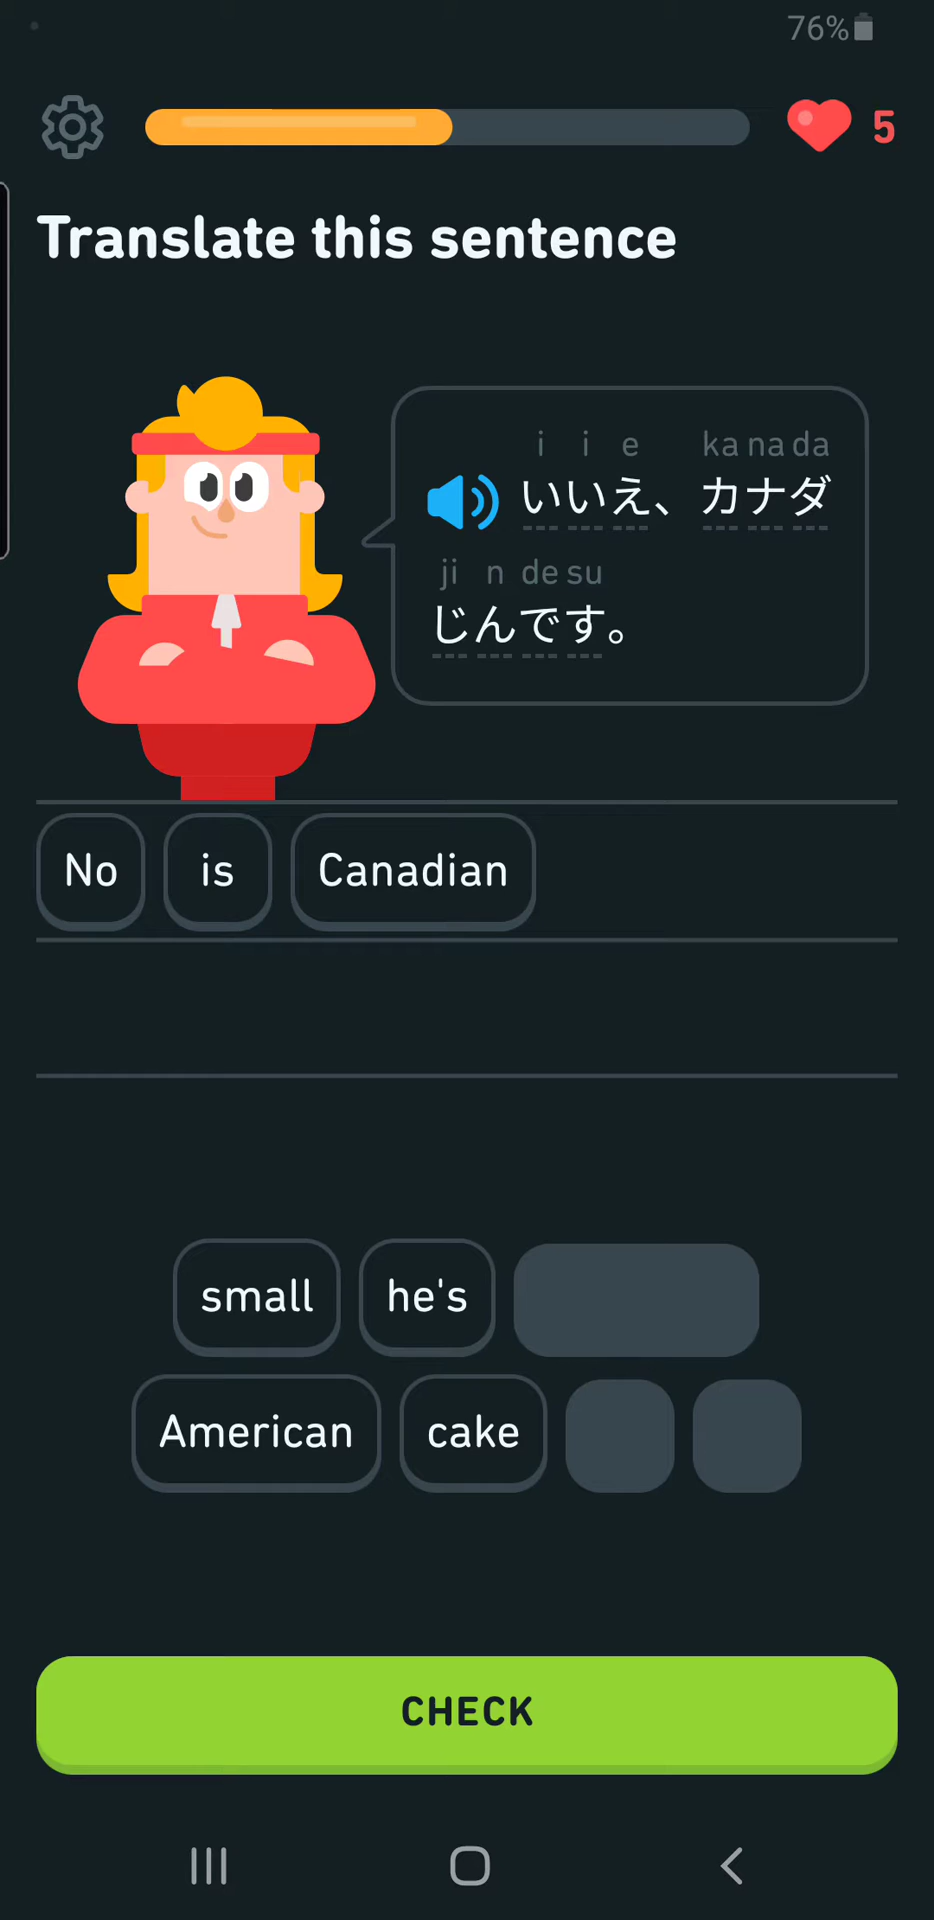 76%
5
Translate this sentence
i i e ka na da
いいえ、カナダ
ji n de su
じんです。
No is Canadian
small he's
American cake
CHECK